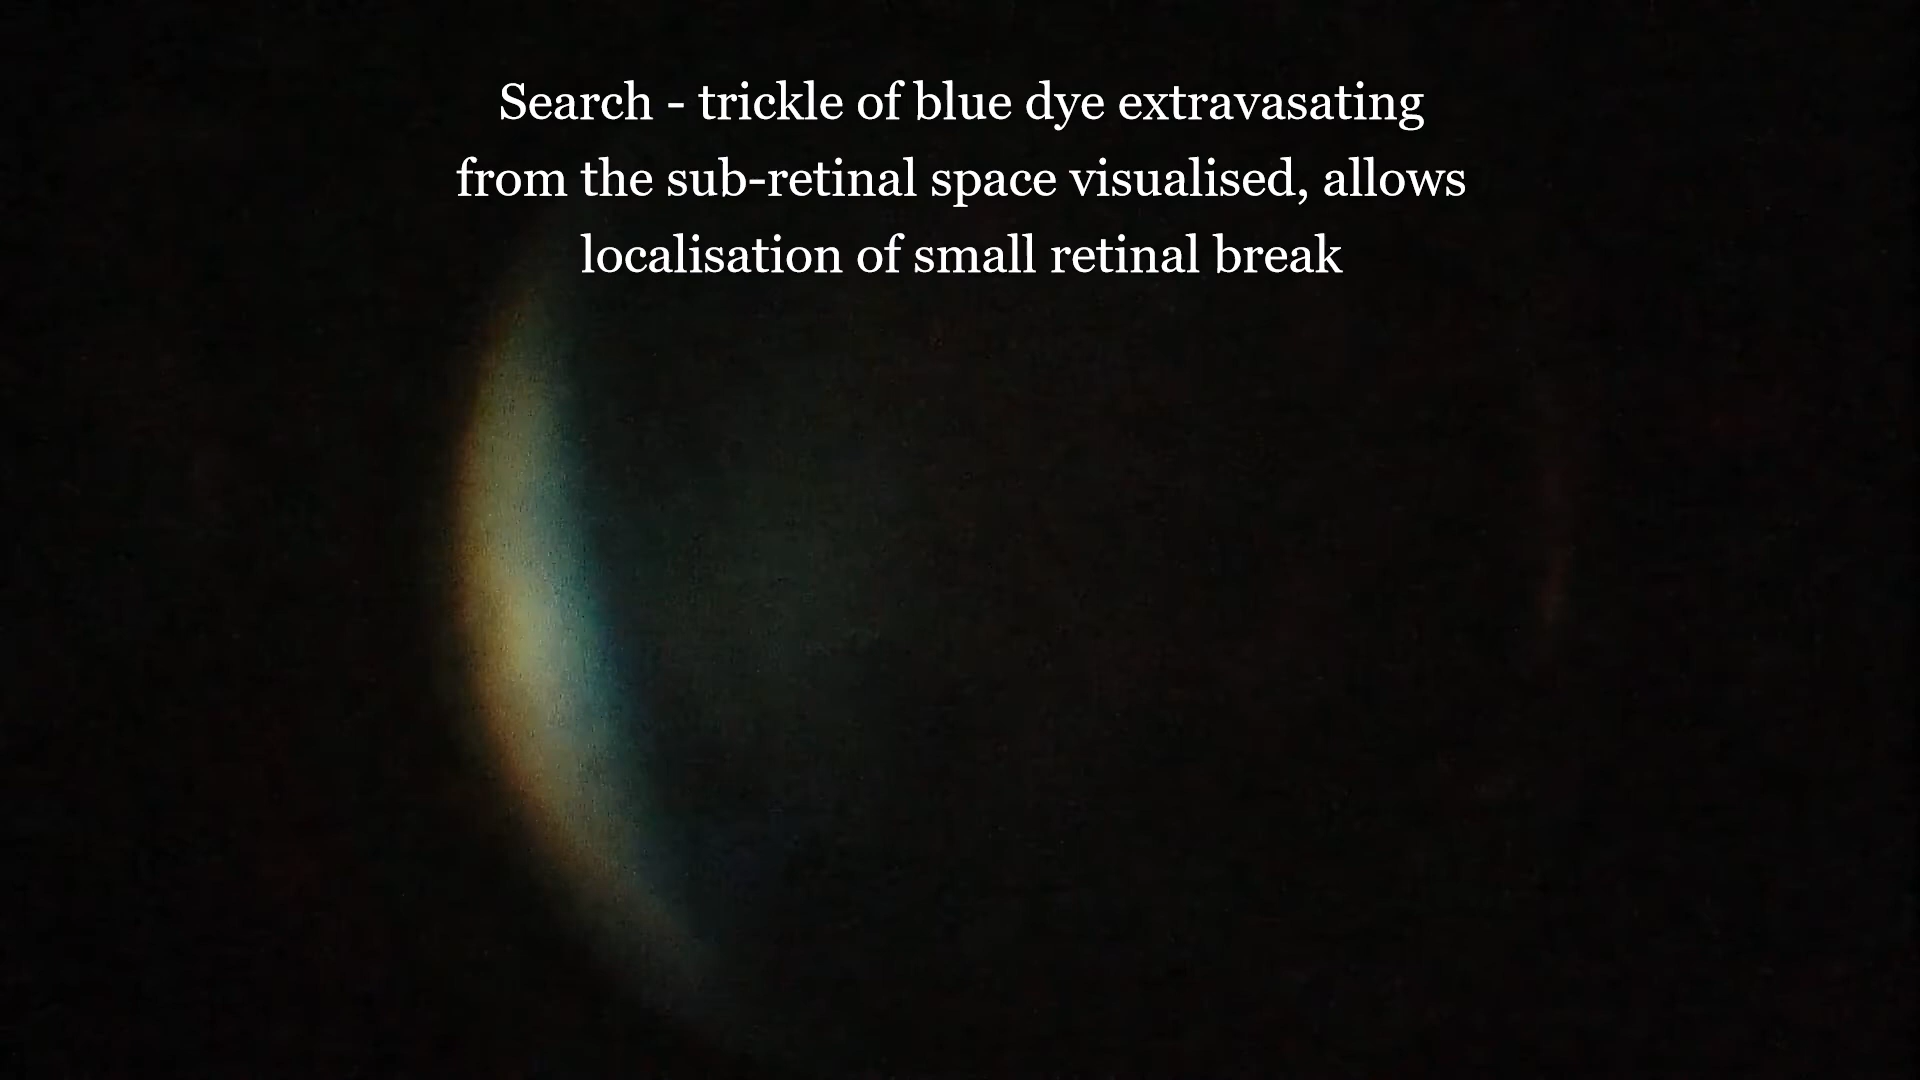 Search - trickle of blue dye extravasating
from the sub-retinal space visualised, allows
localisation of small retinal break